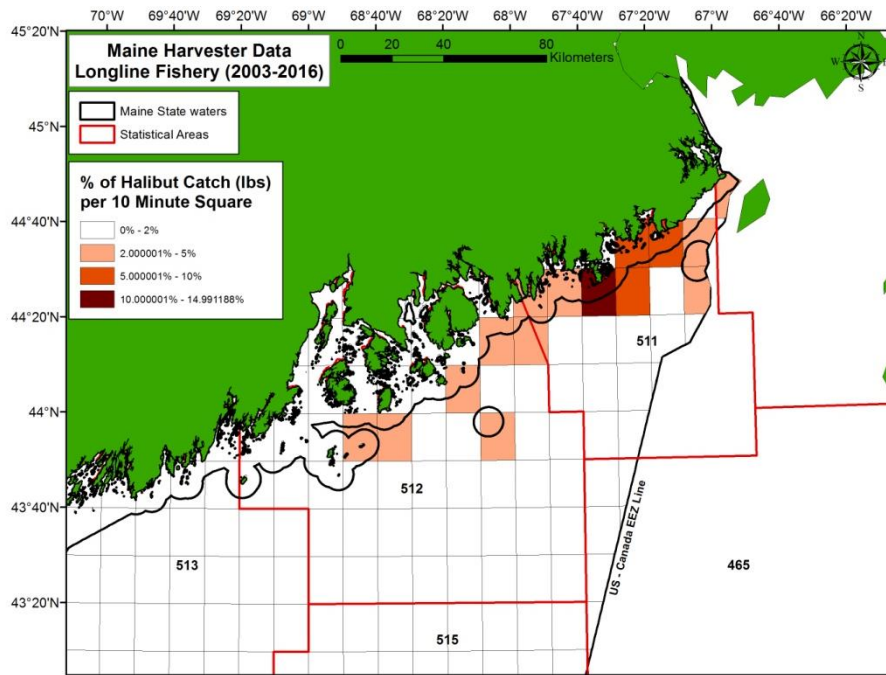 70°W
69°40'W
69°20'W
69°W
68°40'W
68°20'W
68°W
67°40'W
67°20'W
67°W
66°40'W
66°20'W
45°20'N
Maine Harvester Data
Longline Fishery (2003-2016)
0
20
40
80
Kilometers
N
W
S
Maine State waters
Statistical Areas
45°N
% of Halibut Catch (lbs)
per 10 Minute Square
0% - 2%
2.000001% - 5%
5.000001% - 10%
10.000001% - 14.991188%
44°40'N
44°20'N
511
44°N
512
43°40'N
US - Canada EEZ Line
513
465
43°20'N
515